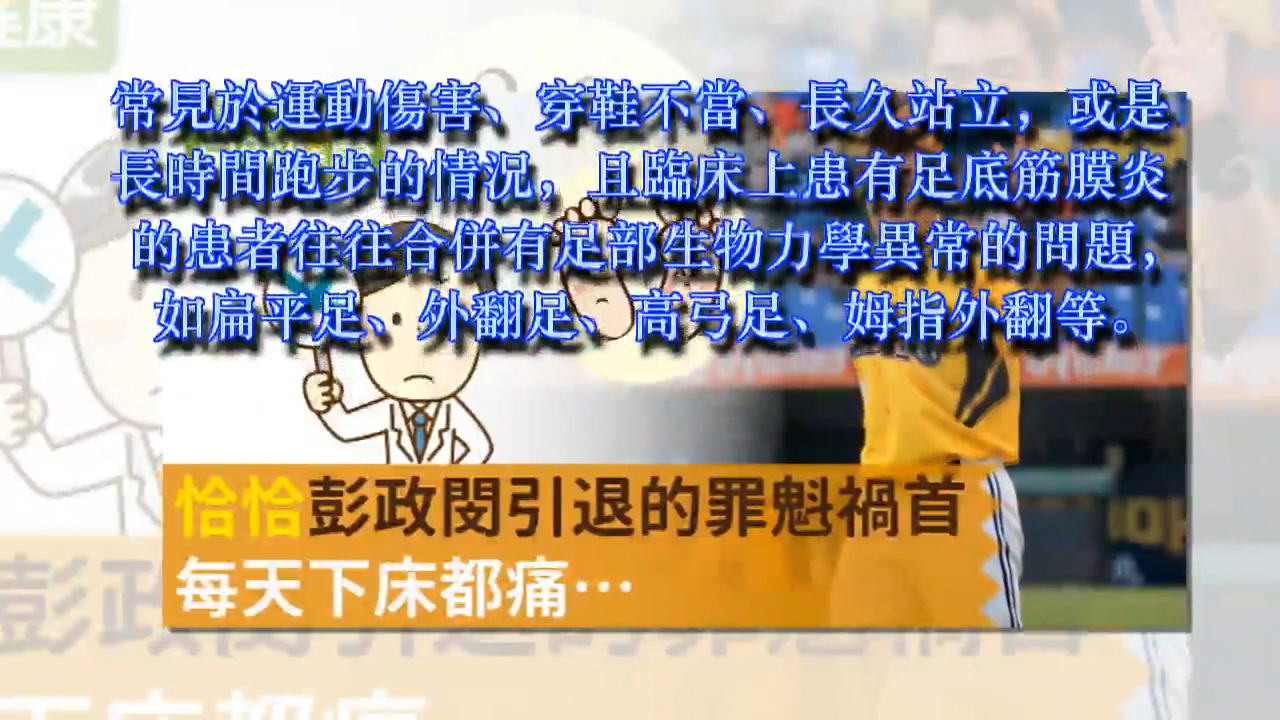 健康
常見於運動傷害、穿鞋不當、長久站立，或是
長時間跑步的情況，且臨床上患有足底筋膜炎
的患者往往合併有足部生物力學異常的問題，
如扁平足、外翻足、高弓足、姆指外翻等。
恰恰彭政閔引退的罪魁禍首
每天下床都痛…